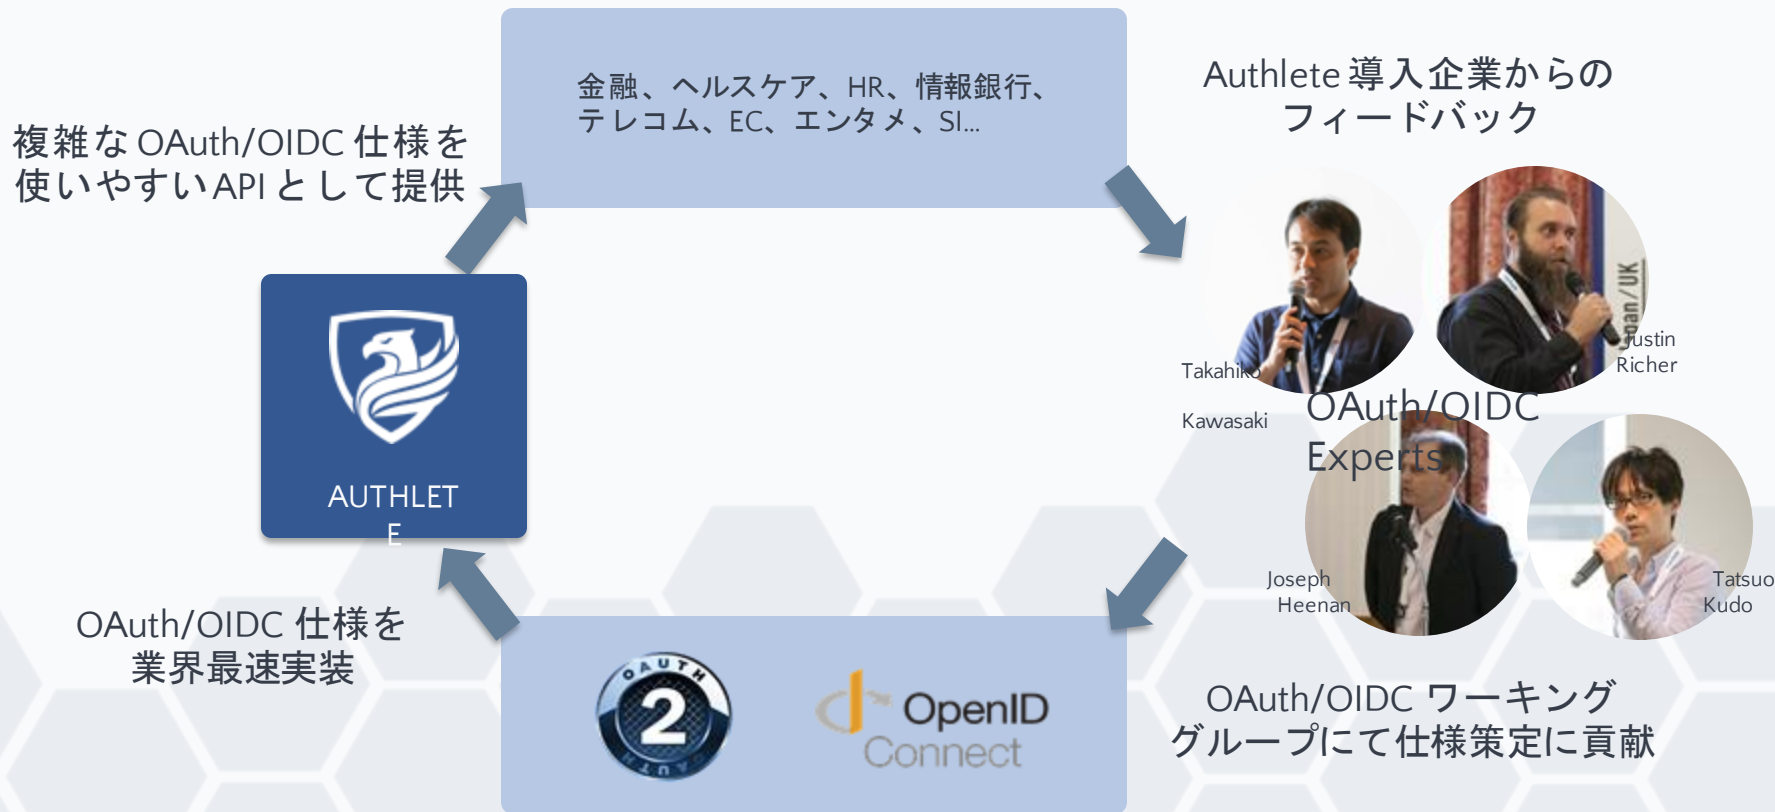 金融、ヘルスケア、HR、情報銀行、
テレコム、EC、エンタメ、SI...
Authlete 導入企業からの
フィードバック
複雑な OAuth/OIDC 仕様を
使いやすい API として提供
AUTHLET
E
Takahiko
Kawasaki
Justin
Richer
OAuth/OIDC
Experts
Joseph
Heenan
Tatsuo
Kudo
OAuth/OIDC 仕様を
業界最速実装
OAUTH
2
OAUTH
OpenID
Connect
OAuth/OIDC ワーキング
グループにて仕様策定に貢献